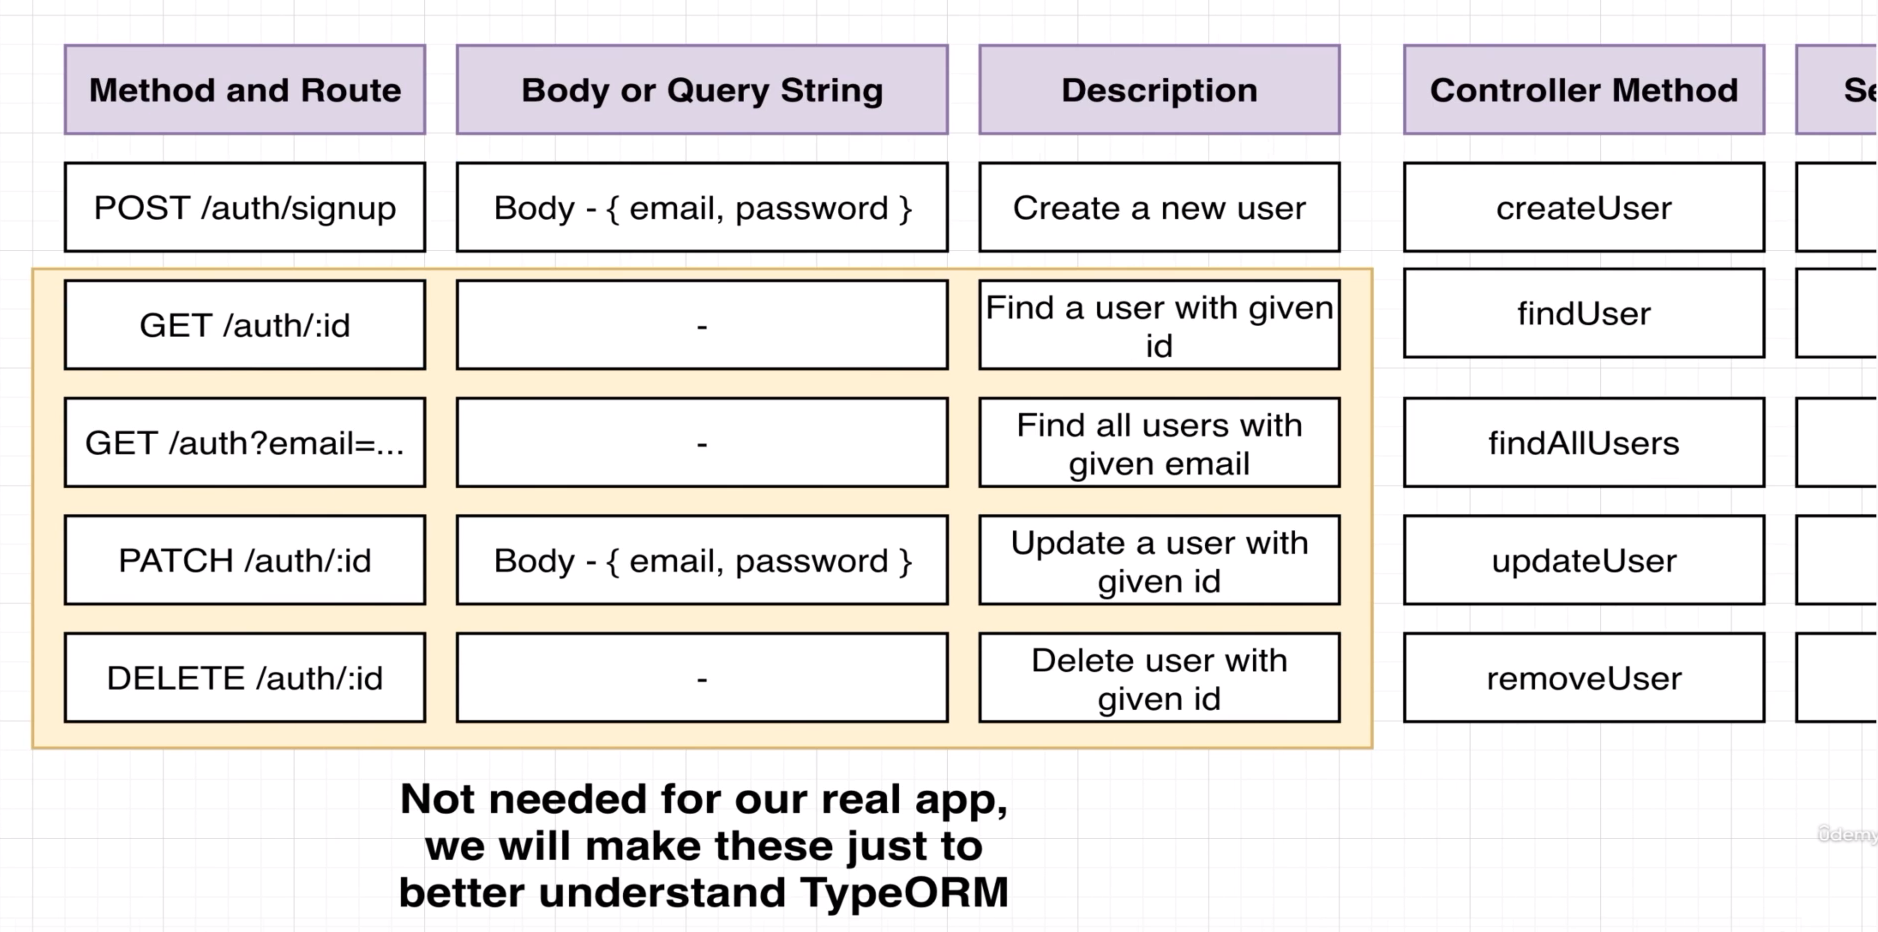 Method and Route
Body or Query String
Description
Controller Method
POST /auth/signup
Body - { email, password }
Create a new user
createUser
GET /auth/:id
-
Find a user with given
id
findUser
GET /auth?email=...
-
Find all users with
given email
findAllUsers
PATCH /auth/:id
Body - { email, password }
Update a user with
given id
updateUser
DELETE /auth/:id
-
Delete user with
given id
removeUser
Not needed for our real app,
we will make these just to
better understand TypeORM
ûdemy